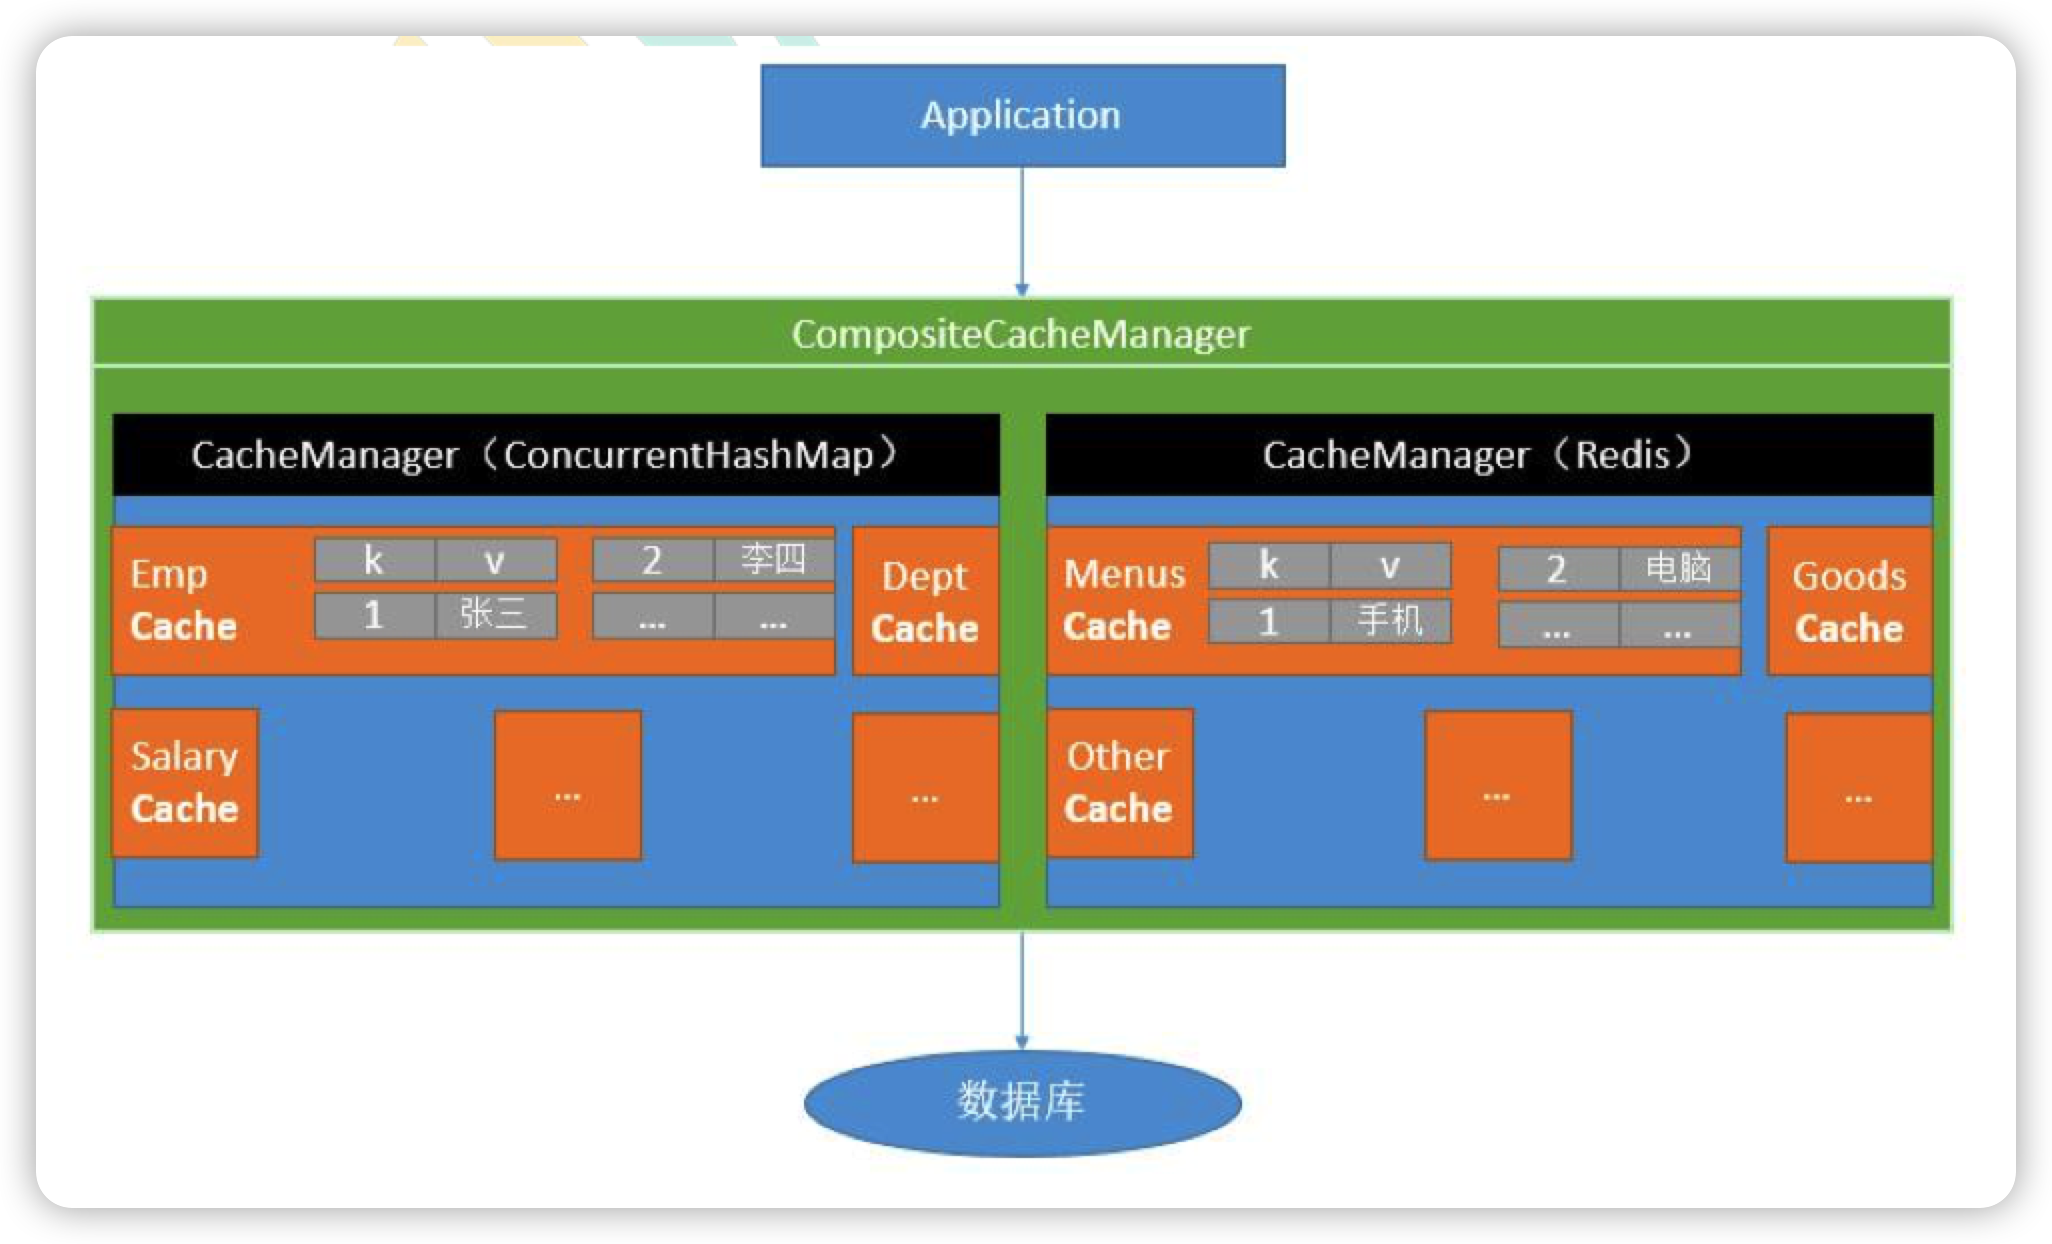 Application
CompositeCacheManager
CacheManager（ConcurrentHashMap）
Emp
Cache
k v
1 张三
2 李四
... ...
Dept
Cache
Salary
Cache
...
...
CacheManager（Redis）
Menus
Cache
k v
1 手机
2 电脑
... ...
Goods
Cache
Other
Cache
...
...
数据库